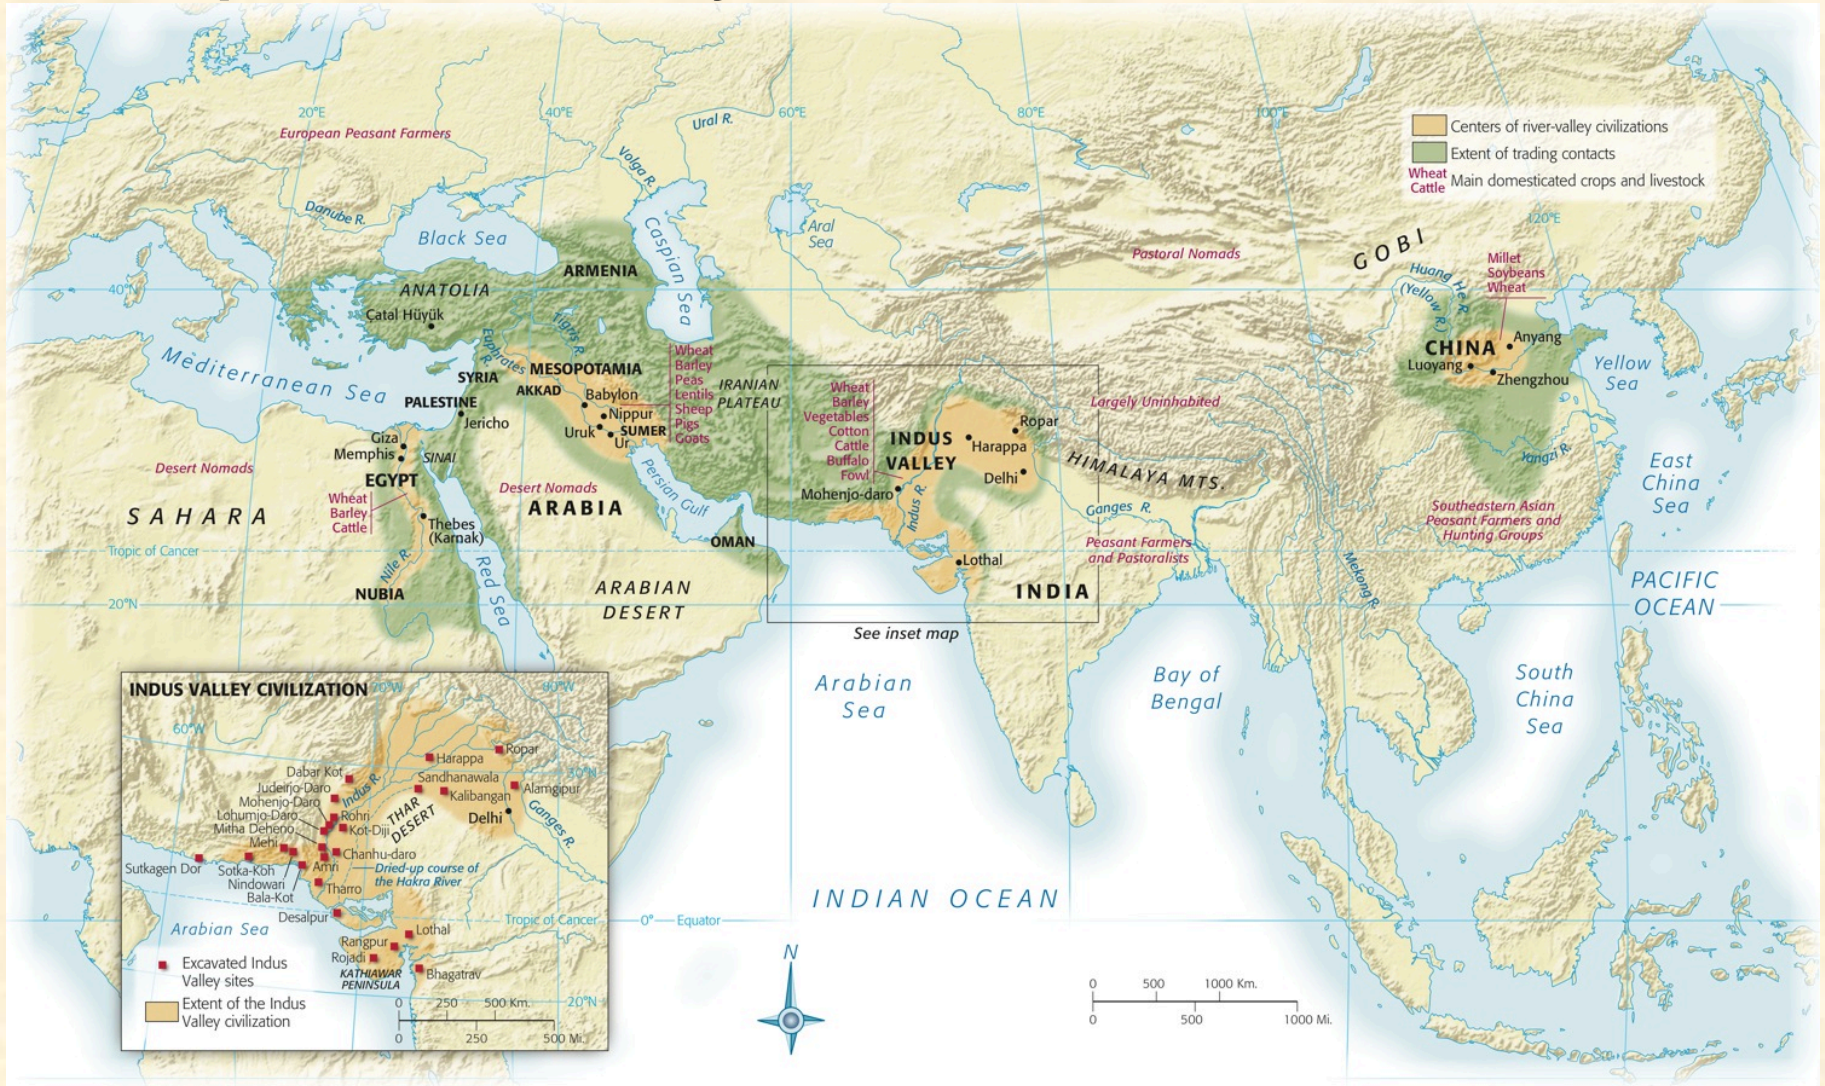 20°E
40°E
60°E
80°E
100°E
120°E
European Peasant Farmers
Ural R.
Volga R.
Danube R.
Black Sea
Caspian Sea
Aral
Sea
Pastoral Nomads
GOBI
Centers of river-valley civilizations
Extent of trading contacts
Wheat
Cattle
Main domesticated crops and livestock
Huang He R.
(Yellow R.)
Millet
Soybeans
Wheat
40°N
ARMENIA
ANATOLIA
Çatal Hüyük
Tigris R.
Euphrates
R.
Mediterranean Sea
SYRIA
MESOPOTAMIA
AKKAD
Babylon
Nippur
Uruk
SUMER
Ur
PALESTINE
Jericho
Wheat
Barley
Peas
Lentils
Sheep
Pigs
Goats
IRANIAN
PLATEAU
Wheat
Barley
Vegetables
Cotton
Cattle
Buffalo
Fowl
INDUS
VALLEY
Ropar
Harappa
Delhi
Mohenjo-daro
Indus R.
Largely Uninhabited
HIMALAYA MTS.
CHINA
Anyang
Luoyang
Zhengzhou
Yellow
Sea
Yangzi R.
East
China
Sea
Giza
Memphis
SINAI
EGYPT
Desert Nomads
Wheat
Barley
Cattle
SAHARA
Thebes
(Karnak)
Desert Nomads
ARABIA
Persian Gulf
OMAN
Ganges R.
Peasant Farmers
and Pastoralists
Southeastern Asian
Peasant Farmers and
Hunting Groups
Tropic of Cancer
Nile R.
Red Sea
NUBIA
20°N
ARABIAN
DESERT
Lothal
INDIA
Mekong R.
PACIFIC
OCEAN
See inset map
Arabian
Sea
Bay of
Bengal
South
China
Sea
INDIAN OCEAN
0°
Equator
N
0 500 1000 Km.
0 500 1000 Mi.
INDUS VALLEY CIVILIZATION
70°W
80°W
60°W
Ropar
Harappa
30°N
Dabar Kot
Sandhanawala
Judeirjo-Daro
Indus R.
Kalibangan
Alamgipur
Mohenjo-Daro
THAR
DESERT
Lohumjo-Daro
Rohri
Delhi
Ganges R.
Mitha Deheno
Kot-Diji
Mehi
Chanhu-daro
Sutkagen Dor
Sotka-Koh
Amri
Dried-up course of
the Hakra River
Nindowari
Bala-Kot
Tharro
Desalpur
Tropic of Cancer
Arabian Sea
Lothal
Rangpur
Rojadi
KATHIAWAR
PENINSULA
Bhagatrav
Excavated Indus
Valley sites
Extent of the Indus
Valley civilization
0 250 500 Km.
20°N
0 250 500 Mi.